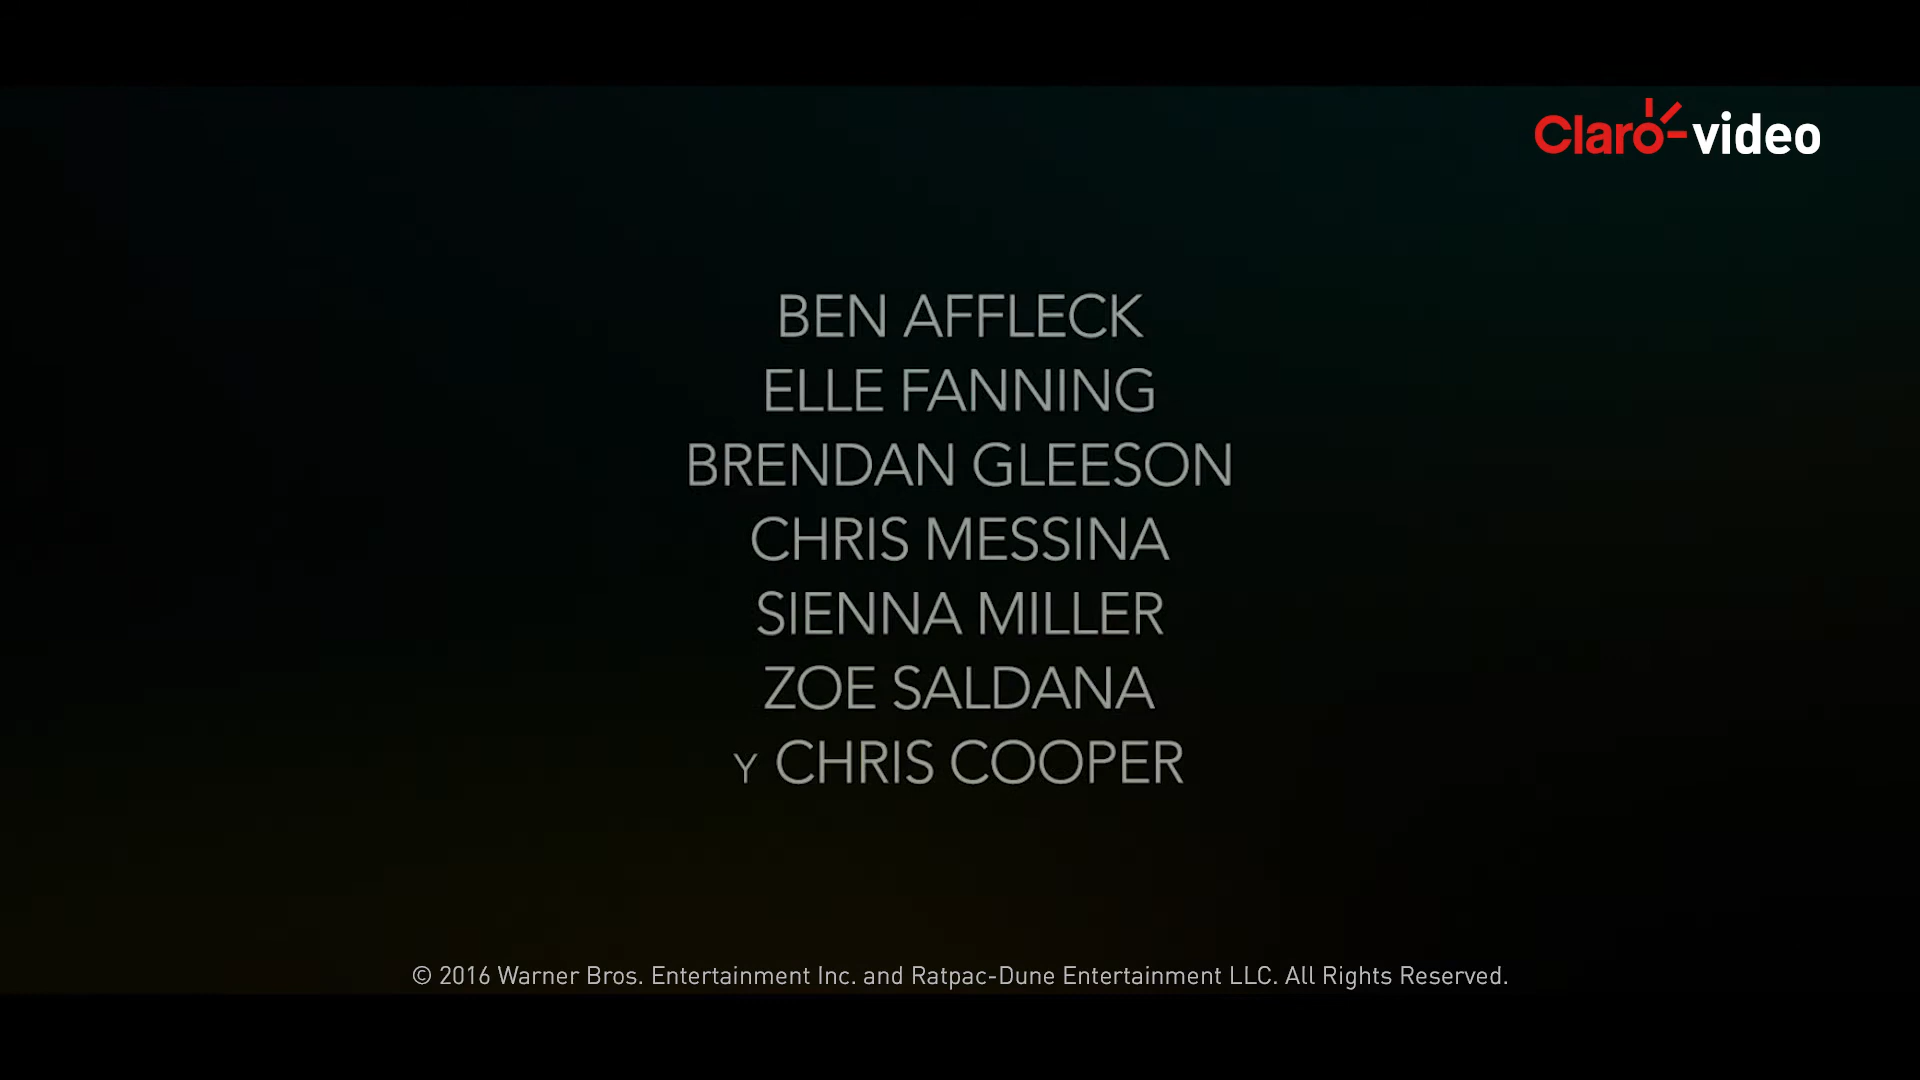 Claro-video
BEN AFFLECK
ELLE FANNING
BRENDAN GLEESON
CHRIS MESSINA
SIENNA MILLER
ZOE SALDANA
Y CHRIS COOPER
© 2016 Warner Bros. Entertainment Inc. and Ratpac-Dune Entertainment LLC. All Rights Reserved.